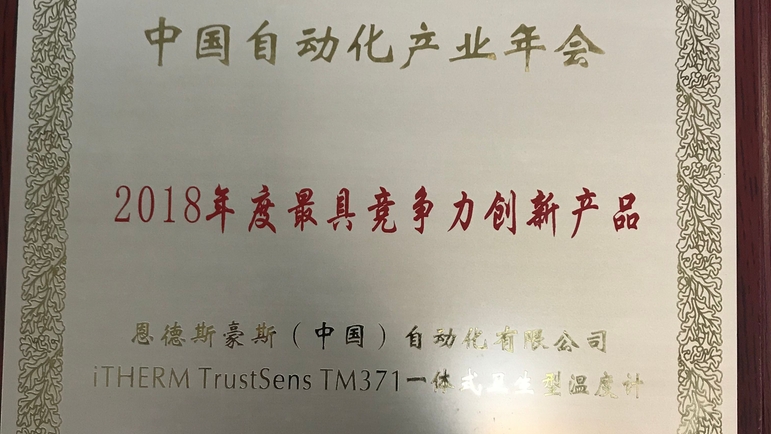 中国自动化产业年会
2018年度最具竞争力创新产品
恩德斯豪斯（中国）自动化有限公司
iTHERM TrustSens TM371一体式卫生型温度计